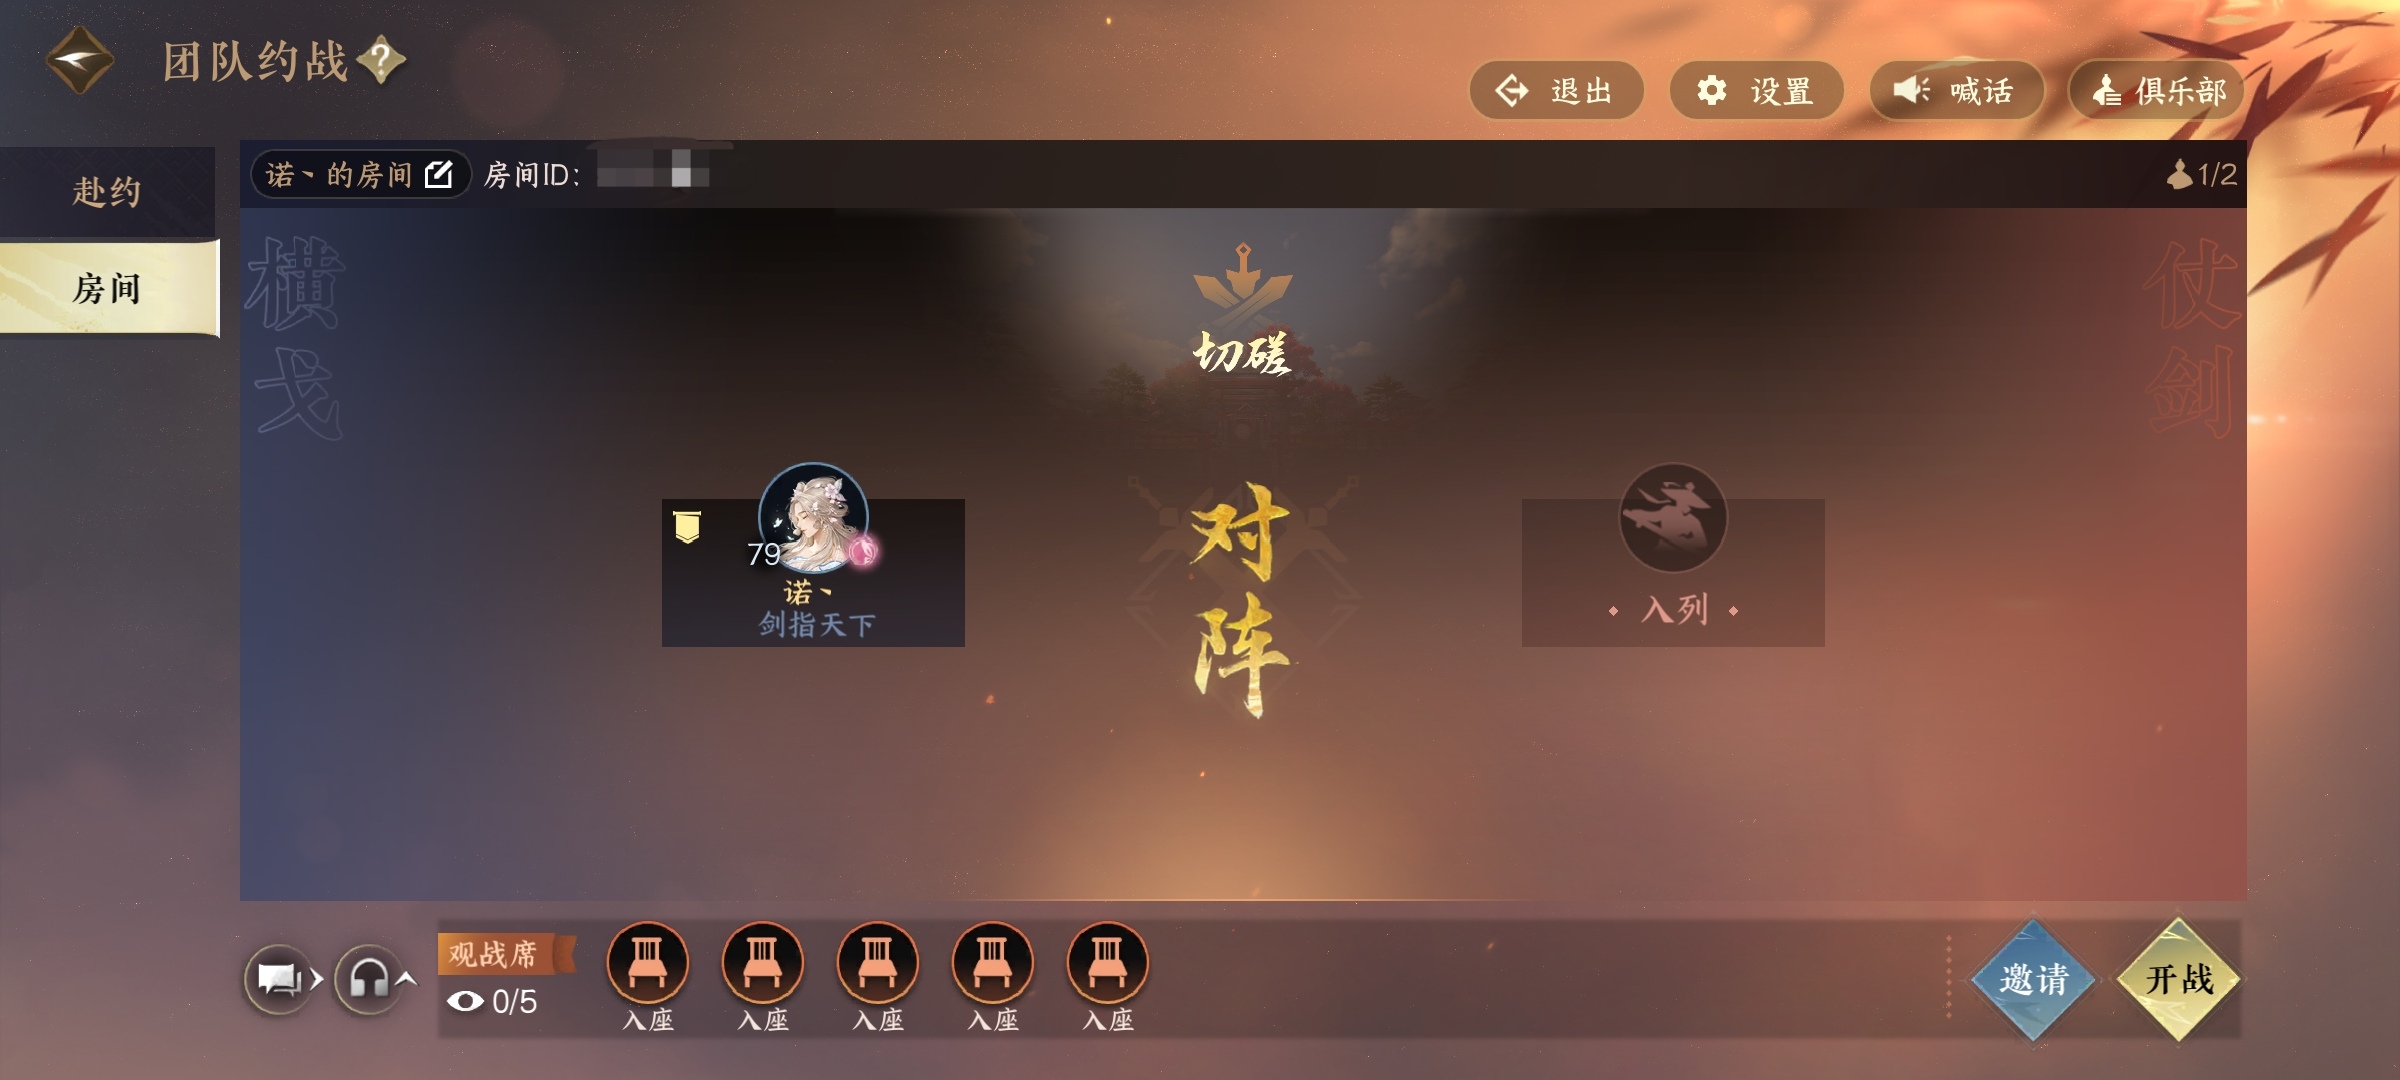 团队约战
?
退出
设置
喊话
俱乐部
赴约
房间
诺丶的房间
房间ID:
1/2
横戈
仗剑
切磋
对阵
79
诺丶
剑指天下
入列
观战席
0/5
入座
入座
入座
入座
入座
邀请
开战